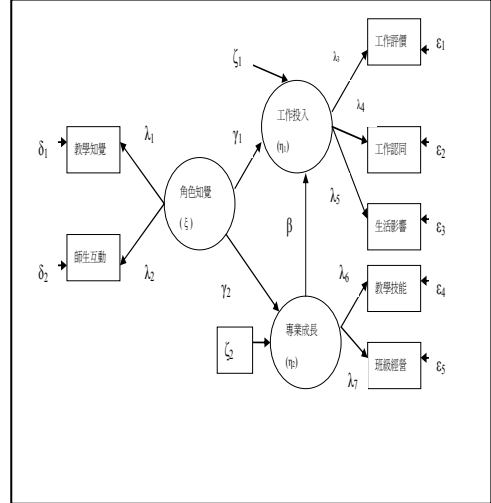 工作評價
ε1
ζ1
λ3
工作投入
(η1)
λ4
δ1
教學知覺
λ1
γ1
工作認同
ε2
角色知覺
(ξ)
λ5
β
生活影響
ε3
師生互動
δ2
λ2
λ6
γ2
教學技能
ε4
ζ2
專業成長
(η2)
班級經營
ε5
λ7